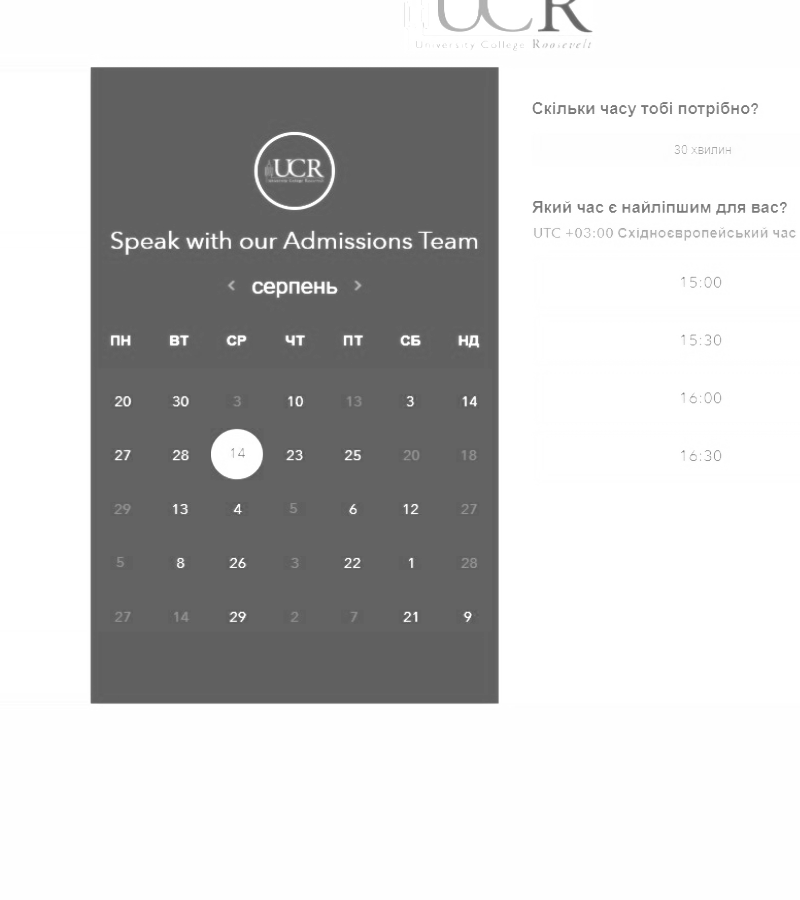 UCR
University College Roosevelt
UCR
Speak with our Admissions Team
‹ серпень ›
ПН ВТ СР ЧТ ПТ СБ НД
20 30 3 10 13 3 14
27 28 14 23 25 20 18
29 13 4 5 6 12 27
5 8 26 3 22 1 28
27 14 29 2 7 21 9
Скільки часу тобі потрібно?
30 хвилин
Який час є найліпшим для вас?
UTC +03:00 Східноєвропейський час
15:00
15:30
16:00
16:30